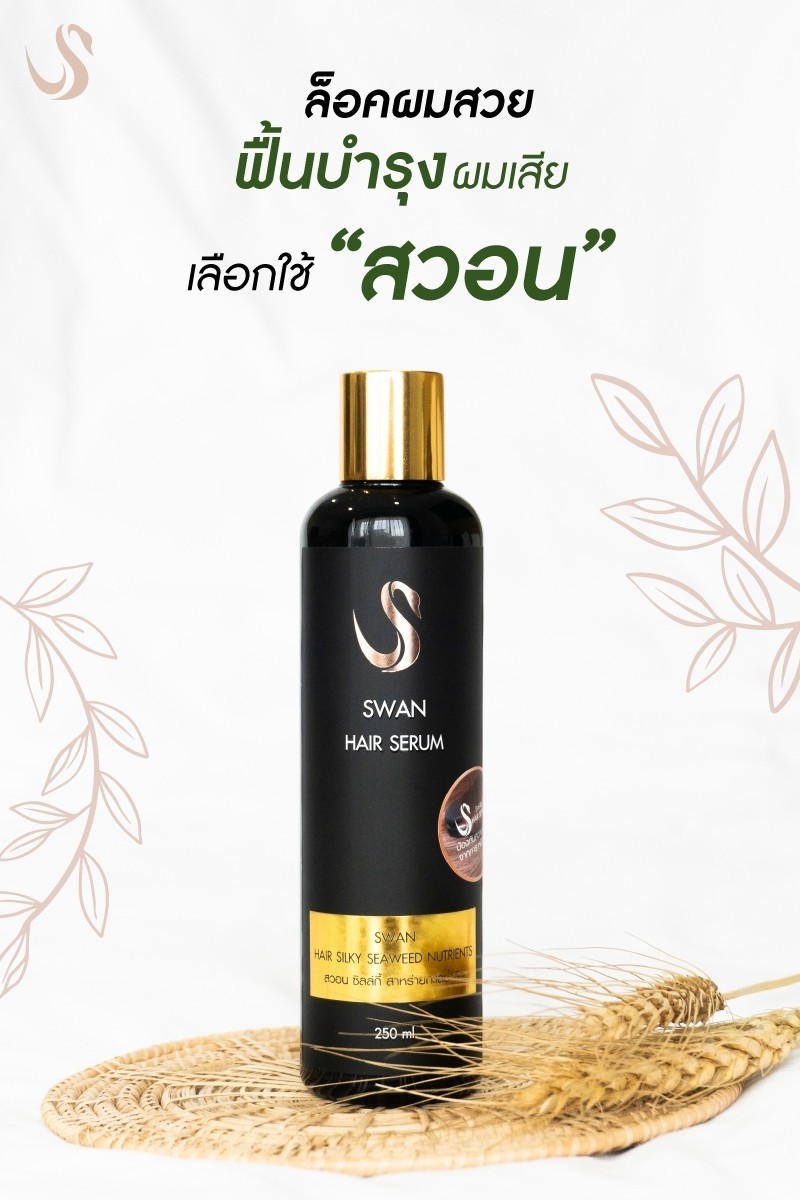 ล็อคผมสวย
ฟื้นบำรุง ผมเสีย
เลือกใช้ “สวอน”
SWAN
HAIR SERUM
SWAN
HAIR SILKY SEAWEED NUTRIENTS
สวอน ซิลล์กี้ สาหร่าย
250 ml.